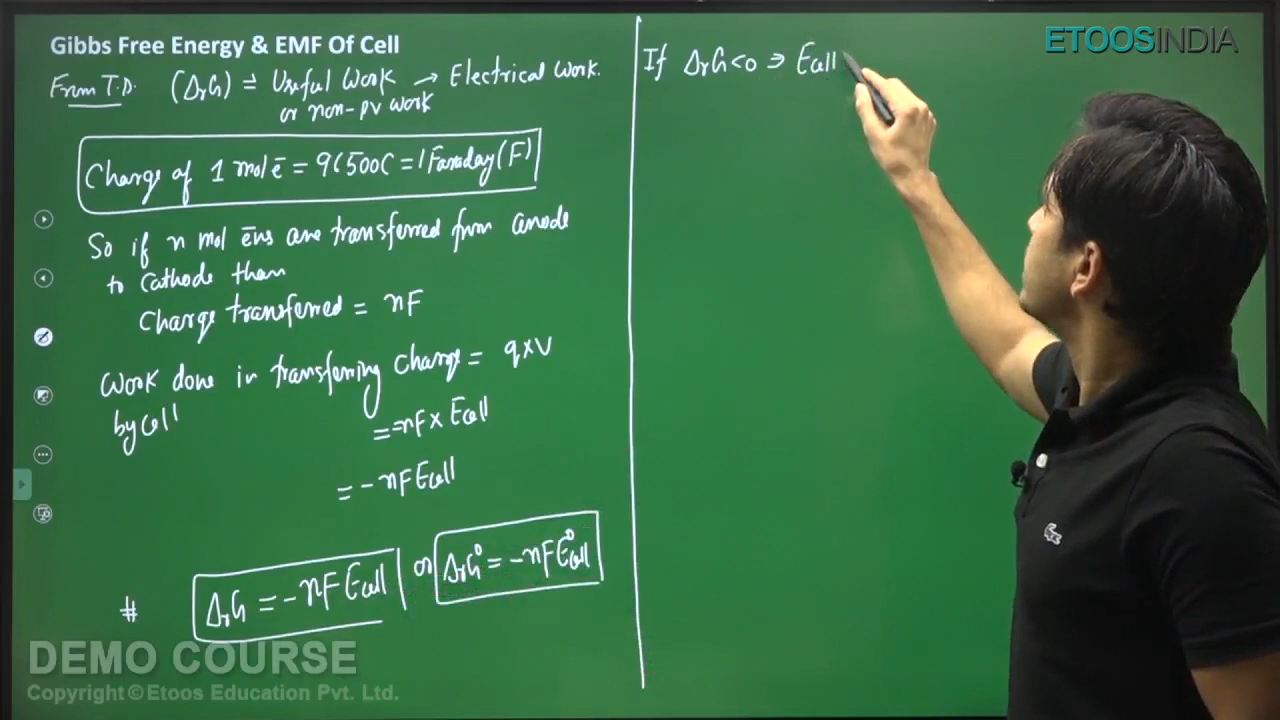 Gibbs Free Energy & EMF Of Cell
ETOOSINDIA
From T.D. (ΔrG) = Useful Work → Electrical Work.
or non-PV work
Charge of 1 mol ē = 96500C = 1 Faraday (F)
So if n mol ēns are transferred from anode
to Cathode than
Charge transferred = nF
Work done in transferring charge = q×V
by cell
= -nF × Ecell
= -nFEcell
# ΔrG = -nFEcell or ΔrG° = -nFE°cell
If ΔrG<0 ⇒ Ecell
DEMO COURSE
Copyright © Etoos Education Pvt. Ltd.